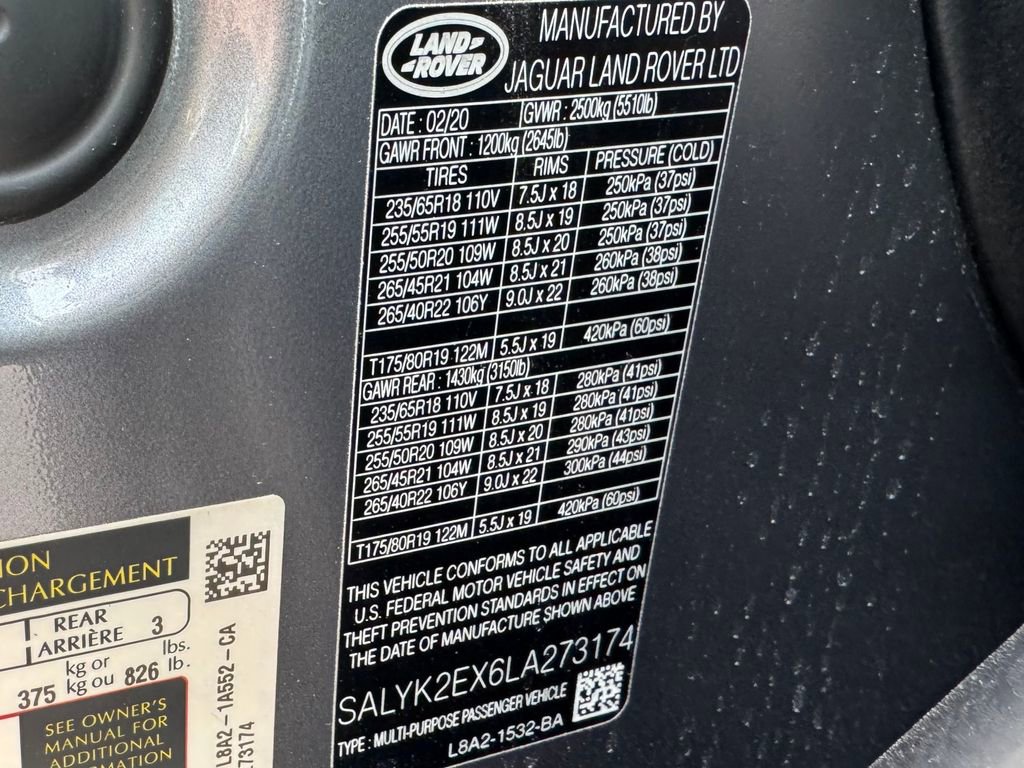 LAND-
-ROVER
MANUFACTURED BY
JAGUAR LAND ROVER LTD
DATE : 02/20 GVWR : 2500kg (5510lb)
GAWR FRONT : 1200kg (2645lb)
TIRES RIMS PRESSURE (COLD)
235/65R18 110V 7.5J x 18 250kPa (37psi)
255/55R19 111W 8.5J x 19 250kPa (37psi)
255/50R20 109W 8.5J x 20 250kPa (37psi)
265/45R21 104W 8.5J x 21 260kPa (38psi)
265/40R22 106Y 9.0J x 22 260kPa (38psi)
T175/80R19 122M 5.5J x 19 420kPa (60psi)
GAWR REAR : 1430kg (3150lb)
235/65R18 110V 7.5J x 18 280kPa (41psi)
255/55R19 111W 8.5J x 19 280kPa (41psi)
255/50R20 109W 8.5J x 20 280kPa (41psi)
265/45R21 104W 8.5J x 21 290kPa (43psi)
265/40R22 106Y 9.0J x 22 300kPa (44psi)
T175/80R19 122M 5.5J x 19 420kPa (60psi)
THIS VEHICLE CONFORMS TO ALL APPLICABLE
U.S. FEDERAL MOTOR VEHICLE SAFETY AND
THEFT PREVENTION STANDARDS IN EFFECT ON
THE DATE OF MANUFACTURE SHOWN ABOVE
SALYK2EX6LA273174
TYPE : MULTI-PURPOSE PASSENGER VEHICLE
L8A2-1532-BA
ION
CHARGEMENT
REAR
ARRIÈRE 3
375 kg or
kg ou 826 lbs.
lb.
SEE OWNER'S
MANUAL FOR
ADDITIONAL
RMATION
L8A2-1A552-CA
73174